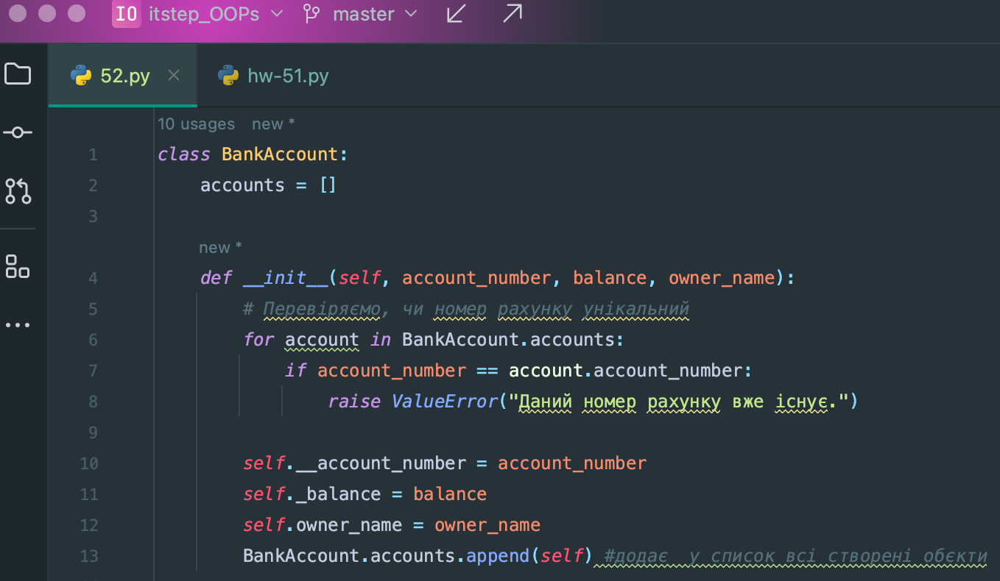 IO itstep_OOPs master
52.py hw-51.py
10 usages new *
1 class BankAccount:
2 accounts = []
3
new *
4 def __init__(self, account_number, balance, owner_name):
5 # Перевіряємо, чи номер рахунку унікальний
6 for account in BankAccount.accounts:
7 if account_number == account.account_number:
8 raise ValueError("Даний номер рахунку вже існує.")
9
10 self.__account_number = account_number
11 self._balance = balance
12 self.owner_name = owner_name
13 BankAccount.accounts.append(self) #додає у список всі створені обєкти